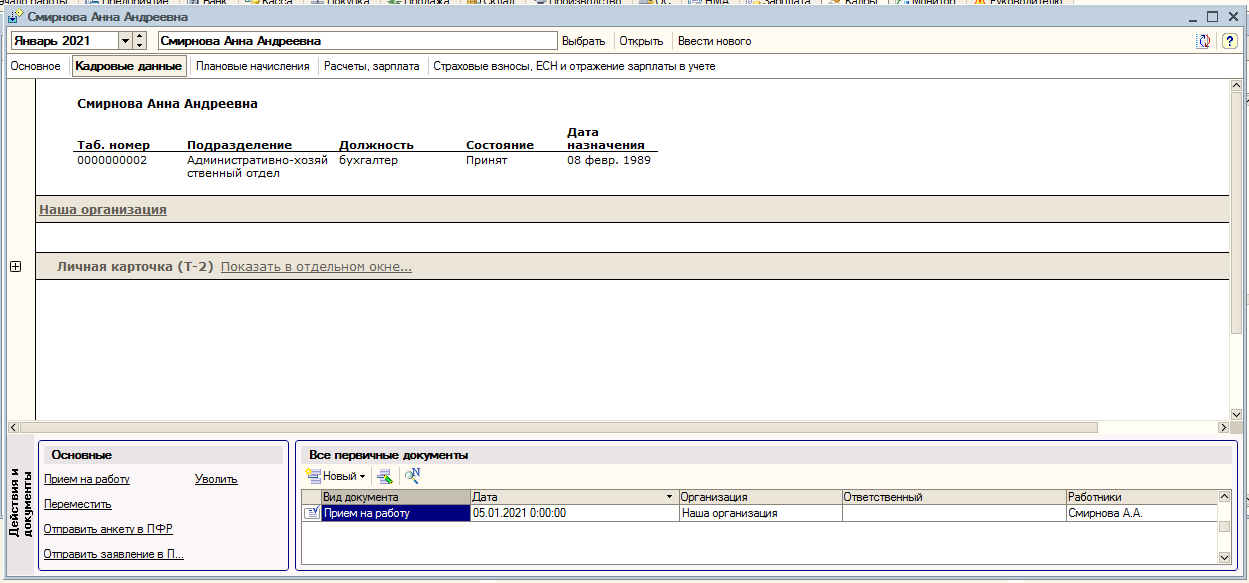 Смирнова Анна Андреевна
Январь 2021 Смирнова Анна Андреевна Выбрать Открыть Ввести нового
Основное Кадровые данные Плановые начисления Расчеты, зарплата Страховые взносы, ЕСН и отражение зарплаты в учете
Смирнова Анна Андреевна
Дата
Таб. номер Подразделение Должность Состояние назначения
0000000002 Административно-хозяй бухгалтер Принят 08 февр. 1989
ственный отдел
Наша организация
Личная карточка (Т-2) Показать в отдельном окне...
Действия и
документы
Основные
Прием на работу Уволить
Переместить
Отправить анкету в ПФР
Отправить заявление в П...
Все первичные документы
Новый
Вид документа Дата Организация Ответственный Работники
Прием на работу 05.01.2021 0:00:00 Наша организация Смирнова А.А.